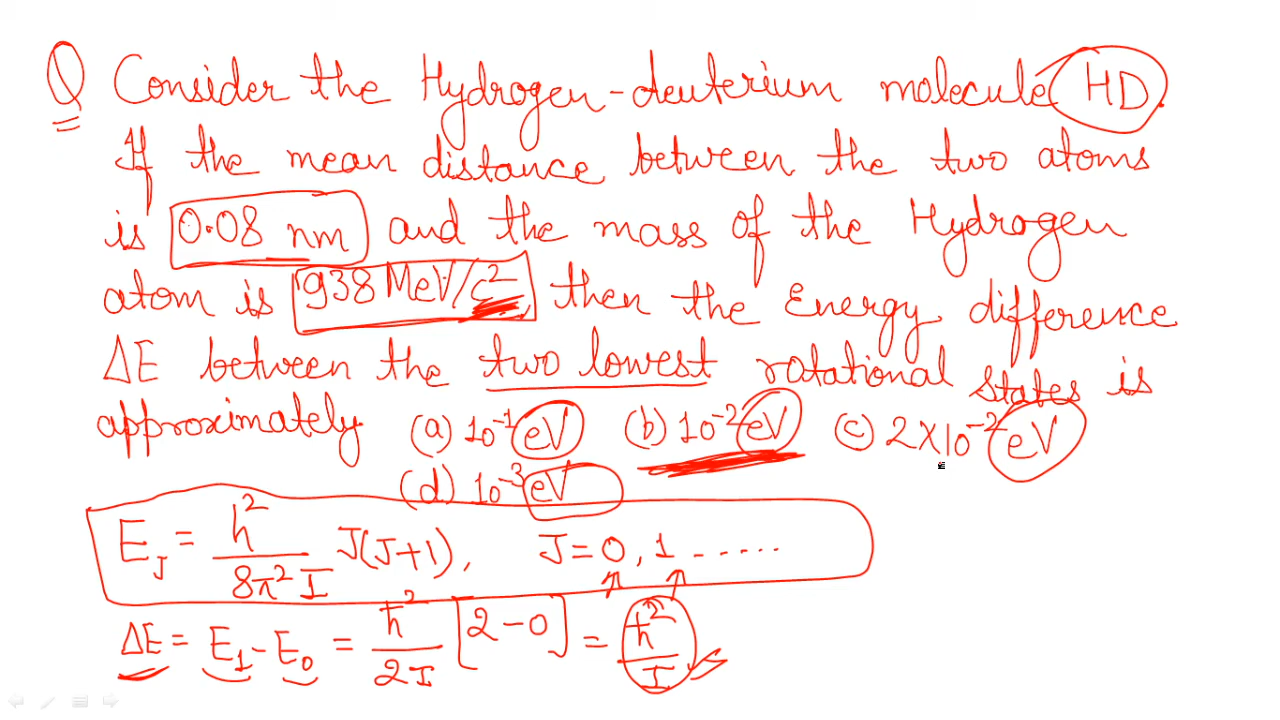 Q Consider the Hydrogen-deuterium molecule HD.
If the mean distance between the two atoms
is 0.08 nm and the mass of the Hydrogen
atom is 938 MeV/c² then the Energy difference
ΔE between the two lowest rotational states is
approximately (a) 10⁻¹ eV (b) 10⁻² eV (c) 2×10⁻² eV
(d) 10⁻³ eV
E_J = h²/8π²I J(J+1), J = 0, 1 ......
ΔE = E₁ - E₀ = ħ²/2I [2 - 0] = ħ²/I